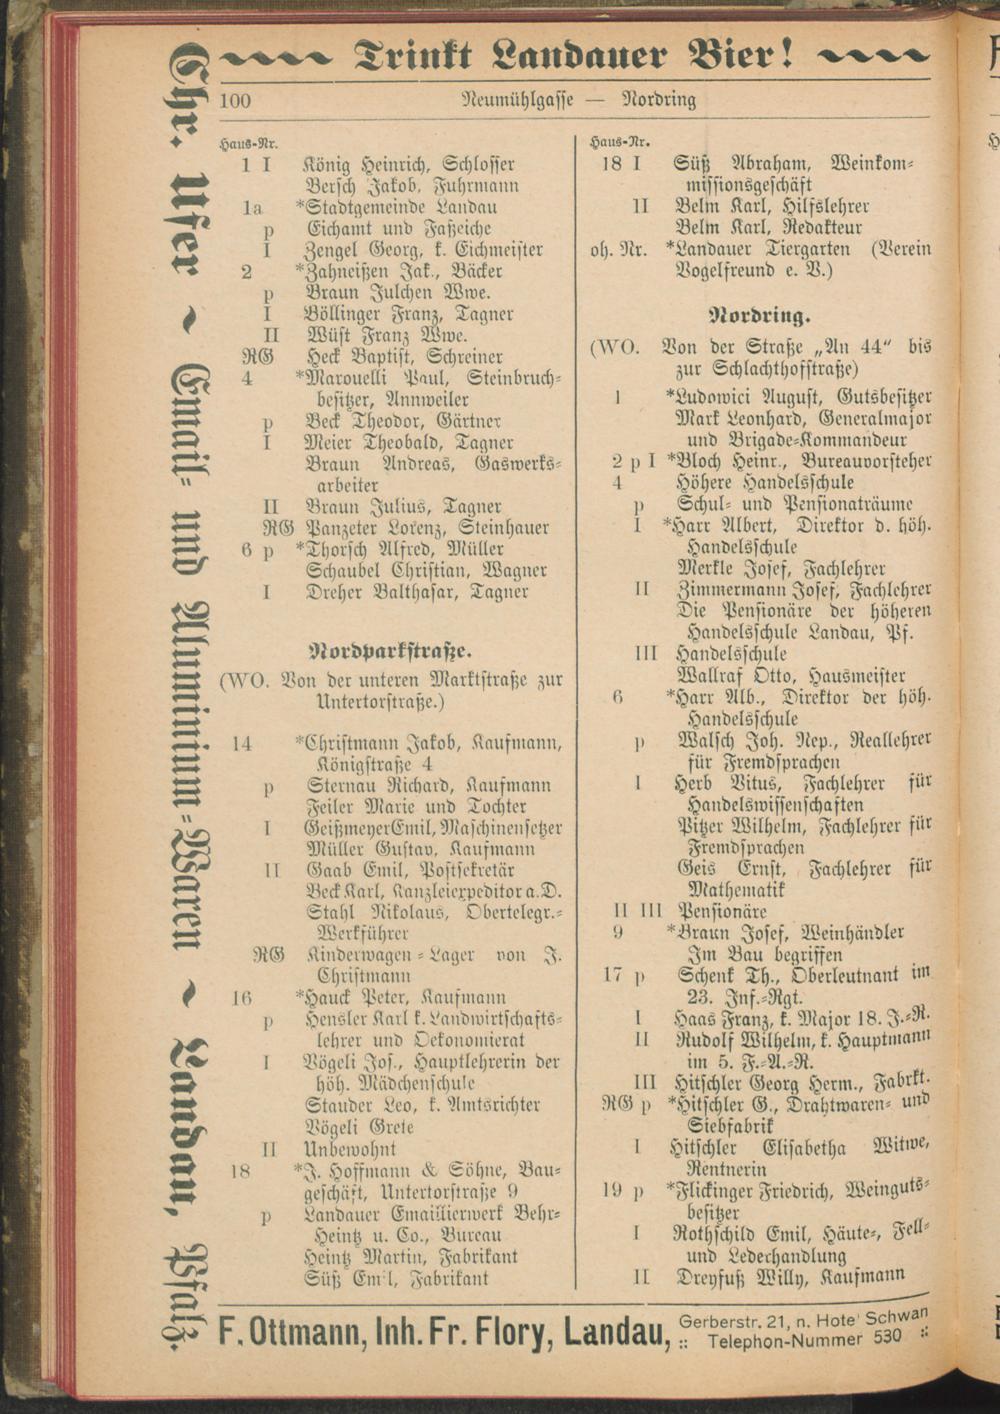 Trinkt Landauer Bier!
100
Neumühlgasse — Nordring
Chr. Ufer ~ Email- und Aluminium-Waren ~ Landau, Pfalz.
Haus-Nr.
1 I König Heinrich, Schlosser
Bersch Jakob, Fuhrmann
1a *Stadtgemeinde Landau
p Eichamt und Faßeiche
I Zengel Georg, k. Eichmeister
2 *Zahneißen Jak., Bäcker
p Braun Julchen Wwe.
I Böllinger Franz, Tagner
II Wüst Franz Wwe.
RG Heck Baptist, Schreiner
4 *Marouelli Paul, Steinbruch-
besitzer, Annweiler
p Beck Theodor, Gärtner
I Meier Theobald, Tagner
Braun Andreas, Gaswerks-
arbeiter
II Braun Julius, Tagner
RG Panzeter Lorenz, Steinhauer
6 p *Thorsch Alfred, Müller
Schaubel Christian, Wagner
I Dreher Balthasar, Tagner
Nordparkstraße.
(WO. Von der unteren Marktstraße zur
Untertorstraße.)
14 *Christmann Jakob, Kaufmann,
Königstraße 4
p Sternau Richard, Kaufmann
Feiler Marie und Tochter
I Geißmeyer Emil, Maschinensetzer
Müller Gustav, Kaufmann
II Gaab Emil, Postsekretär
Beck Karl, Kanzleiexpeditor a. D.
Stahl Nikolaus, Obertelegr.-
Werkführer
RG Kinderwagen-Lager von J.
Christmann
16 *Hauck Peter, Kaufmann
p Hensler Karl k. Landwirtschafts-
lehrer und Oekonomierat
I Vögeli Jos., Hauptlehrerin der
höh. Mädchenschule
Stauder Leo, k. Amtsrichter
Vögeli Grete
II Unbewohnt
18 *J. Hoffmann & Söhne, Bau-
geschäft, Untertorstraße 9
p Landauer Emaillierwerk Behr-
Heintz u. Co., Bureau
Heintz Martin, Fabrikant
Süß Emil, Fabrikant
Haus-Nr.
18 I Süß Abraham, Weinkom-
missionsgeschäft
II Belm Karl, Hilfslehrer
Belm Karl, Redakteur
oh. Nr. *Landauer Tiergarten (Verein
Vogelfreund e. V.)
Nordring.
(WO. Von der Straße „An 44“ bis
zur Schlachthofstraße)
1 *Ludowici August, Gutsbesitzer
Mark Leonhard, Generalmajor
und Brigade-Kommandeur
2 p I *Bloch Heinr., Bureauvorsteher
4 Höhere Handelsschule
p Schul- und Pensionaträume
I *Harr Albert, Direktor d. höh.
Handelsschule
Merkle Josef, Fachlehrer
II Zimmermann Josef, Fachlehrer
Die Pensionäre der höheren
Handelsschule Landau, Pf.
III Handelsschule
Wallraf Otto, Hausmeister
6 *Harr Alb., Direktor der höh.
Handelsschule
p Walsch Joh. Nep., Reallehrer
für Fremdsprachen
I Herb Vitus, Fachlehrer für
Handelswissenschaften
Pitzer Wilhelm, Fachlehrer für
Fremdsprachen
Geis Ernst, Fachlehrer für
Mathematik
II III Pensionäre
9 *Braun Josef, Weinhändler
Im Bau begriffen
17 p Schenk Th., Oberleutnant im
23. Inf.-Rgt.
I Haas Franz, k. Major 18. J.-R.
II Rudolf Wilhelm, k. Hauptmann
im 5. F.-A.-R.
III Hitschler Georg Herm., Fabrkt.
RG p *Hitschler G., Drahtwaren- und
Siebfabrik
I Hitschler Elisabetha Witwe,
Rentnerin
19 p *Flickinger Friedrich, Weinguts-
besitzer
I Rothschild Emil, Häute-, Fell-
und Lederhandlung
II Dreyfuß Willy, Kaufmann
F. Ottmann, Inh. Fr. Flory, Landau,
Gerberstr. 21, n. Hotel Schwan
:: Telephon-Nummer 530 ::